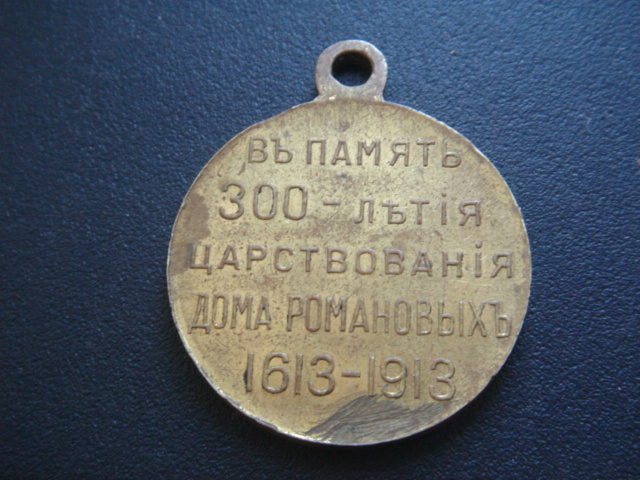 ВЪ ПАМЯТЬ
300-ЛѢТІЯ
ЦАРСТВОВАНІЯ
ДОМА РОМАНОВЫХЪ
1613-1913